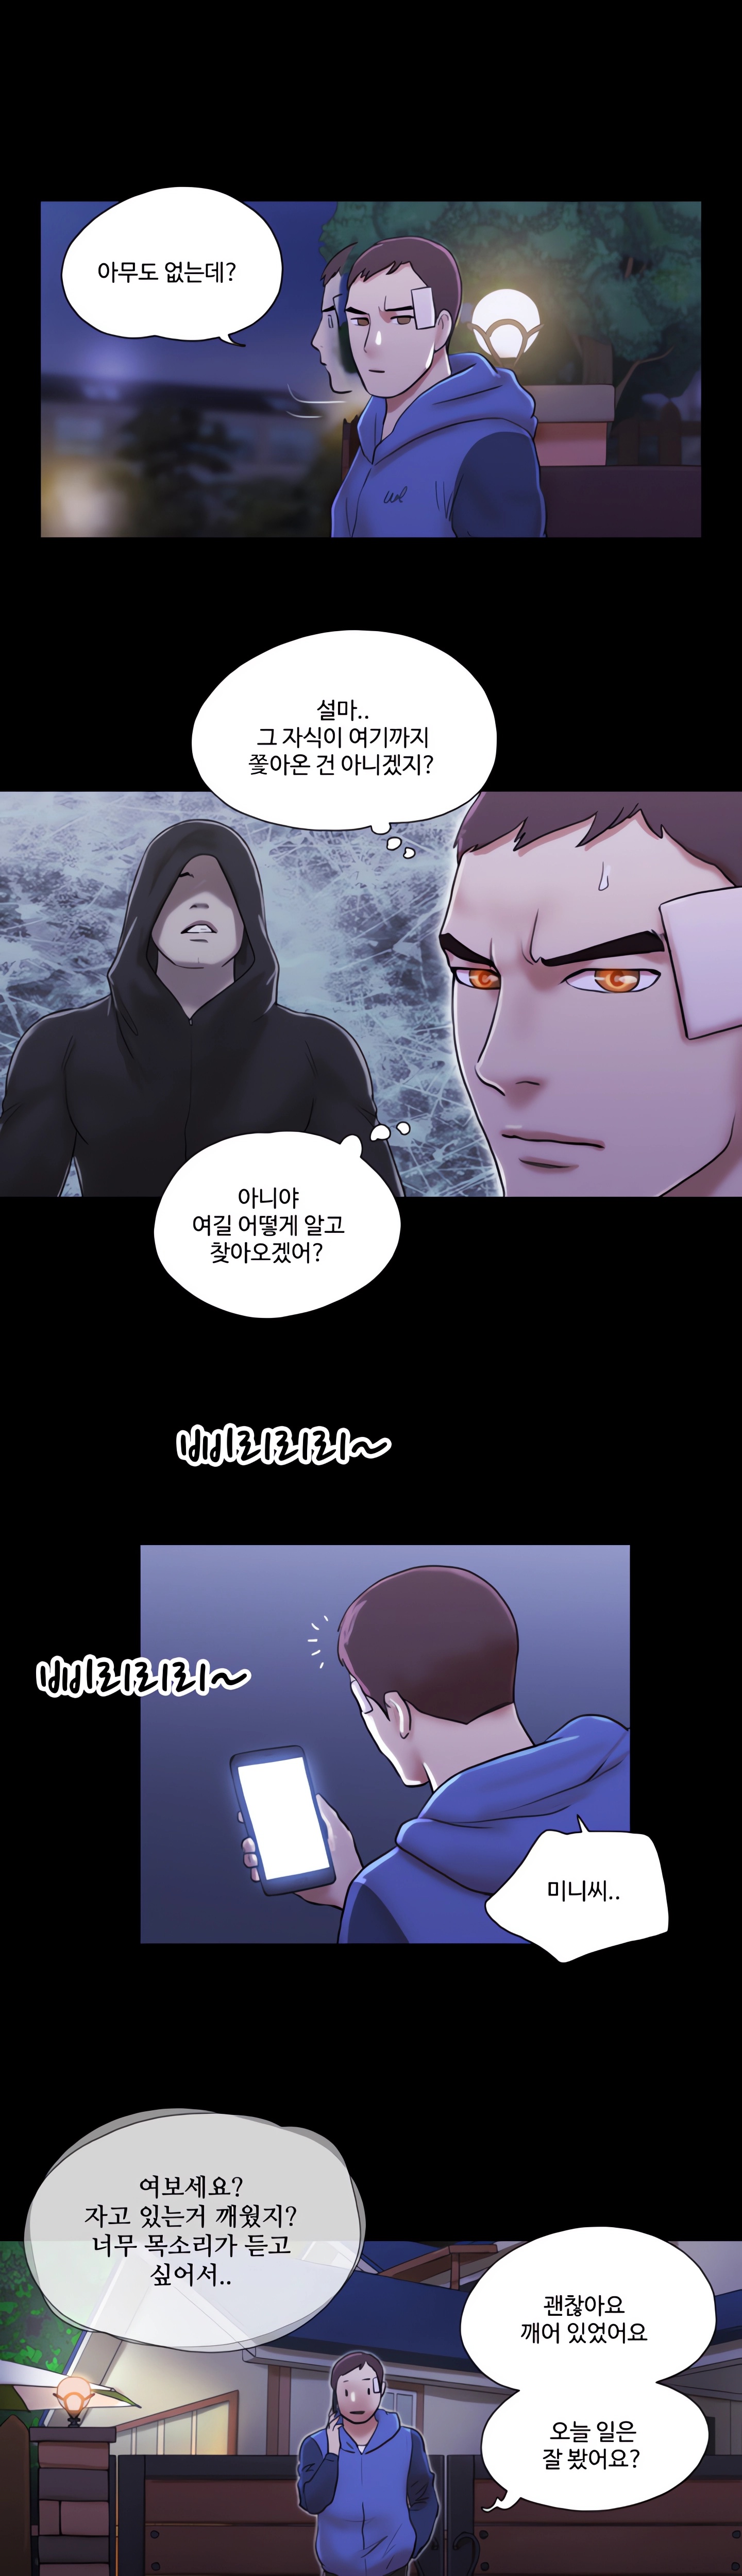 아무도 없는데?
설마..
그 자식이 여기까지
쫓아온 건 아니겠지?
아니야
여길 어떻게 알고
찾아오겠어?
삐리리리~
삐리리리~
미니씨..
여보세요?
자고 있는거 깨웠지?
너무 목소리가 듣고
싶어서..
괜찮아요
깨어 있었어요
오늘 일은
잘 봤어요?